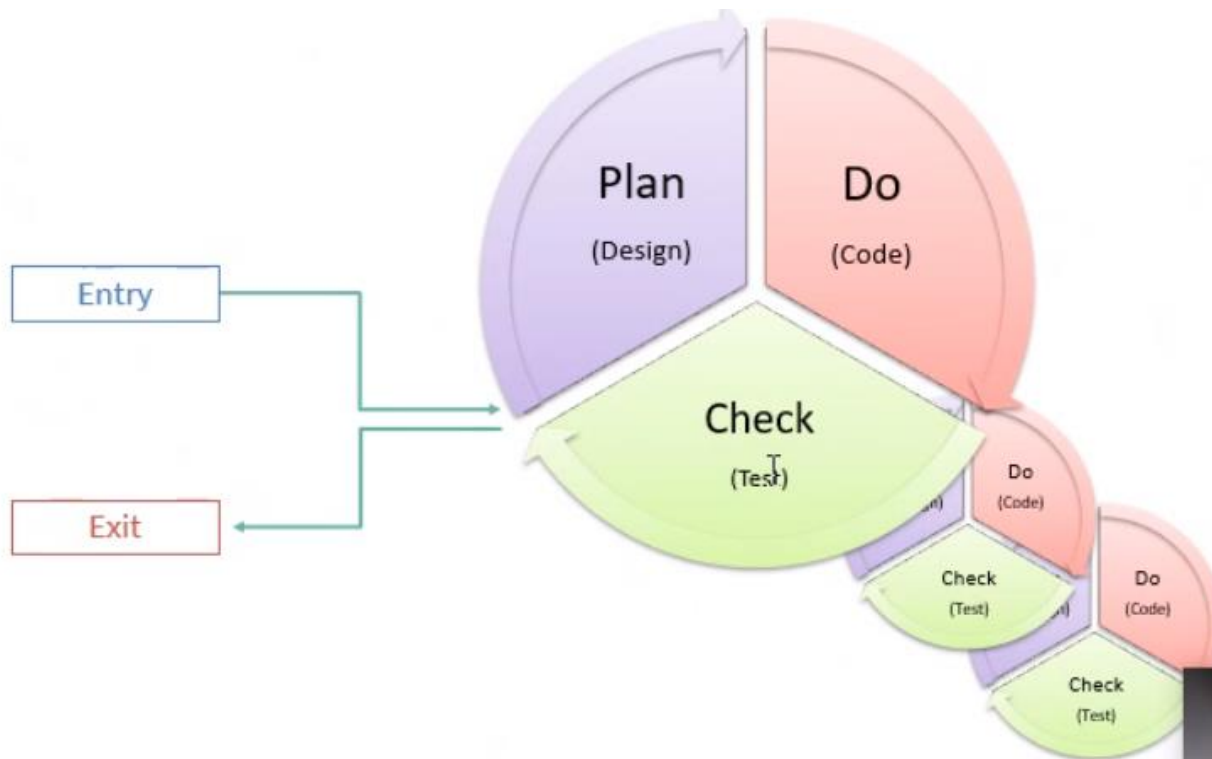 Plan
(Design)
Do
(Code)
Entry
Check
(Test)
Exit
Do
(Code)
Check
(Test)
Do
(Code)
Check
(Test)